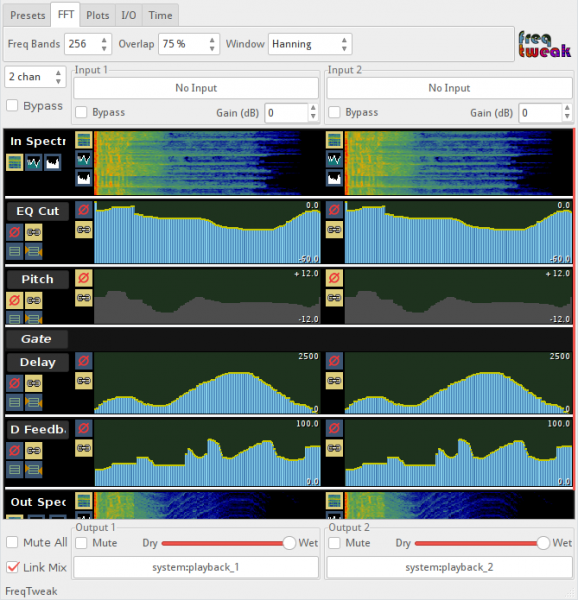 Presets FFT Plots I/O Time
Freq Bands 256 Overlap 75 % Window Hanning
freq tweak
2 chan
Input 1 Input 2
No Input No Input
Bypass Bypass Gain (dB) 0 Bypass Gain (dB) 0
In Spectr
EQ Cut 0.0 0.0
-60.0 -60.0
Pitch +12.0 +12.0
-12.0 -12.0
Gate
Delay 2500 2500
0 0
D Feedb 100.0 100.0
0.0 0.0
Out Spec
Output 1 Output 2
Mute All Mute Dry Wet Mute Dry Wet
Link Mix system:playback_1 system:playback_2
FreqTweak